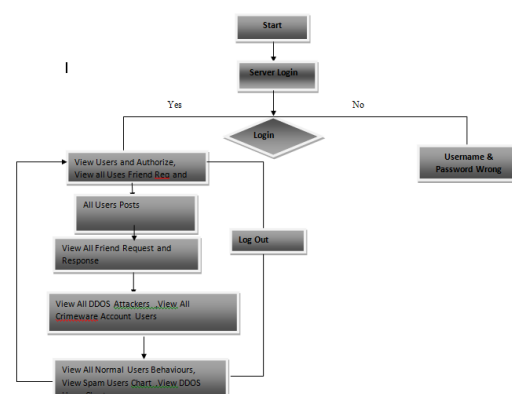 Start
Server Login
Yes
No
Login
Username &
Password Wrong
View Users and Authorize,
View all Uses Friend Req and
All Users Posts
View All Friend Request and
Response
Log Out
View All DDOS Attackers ,View All
Crimeware Account Users
View All Normal Users Behaviours,
View Spam Users Chart ,View DDOS